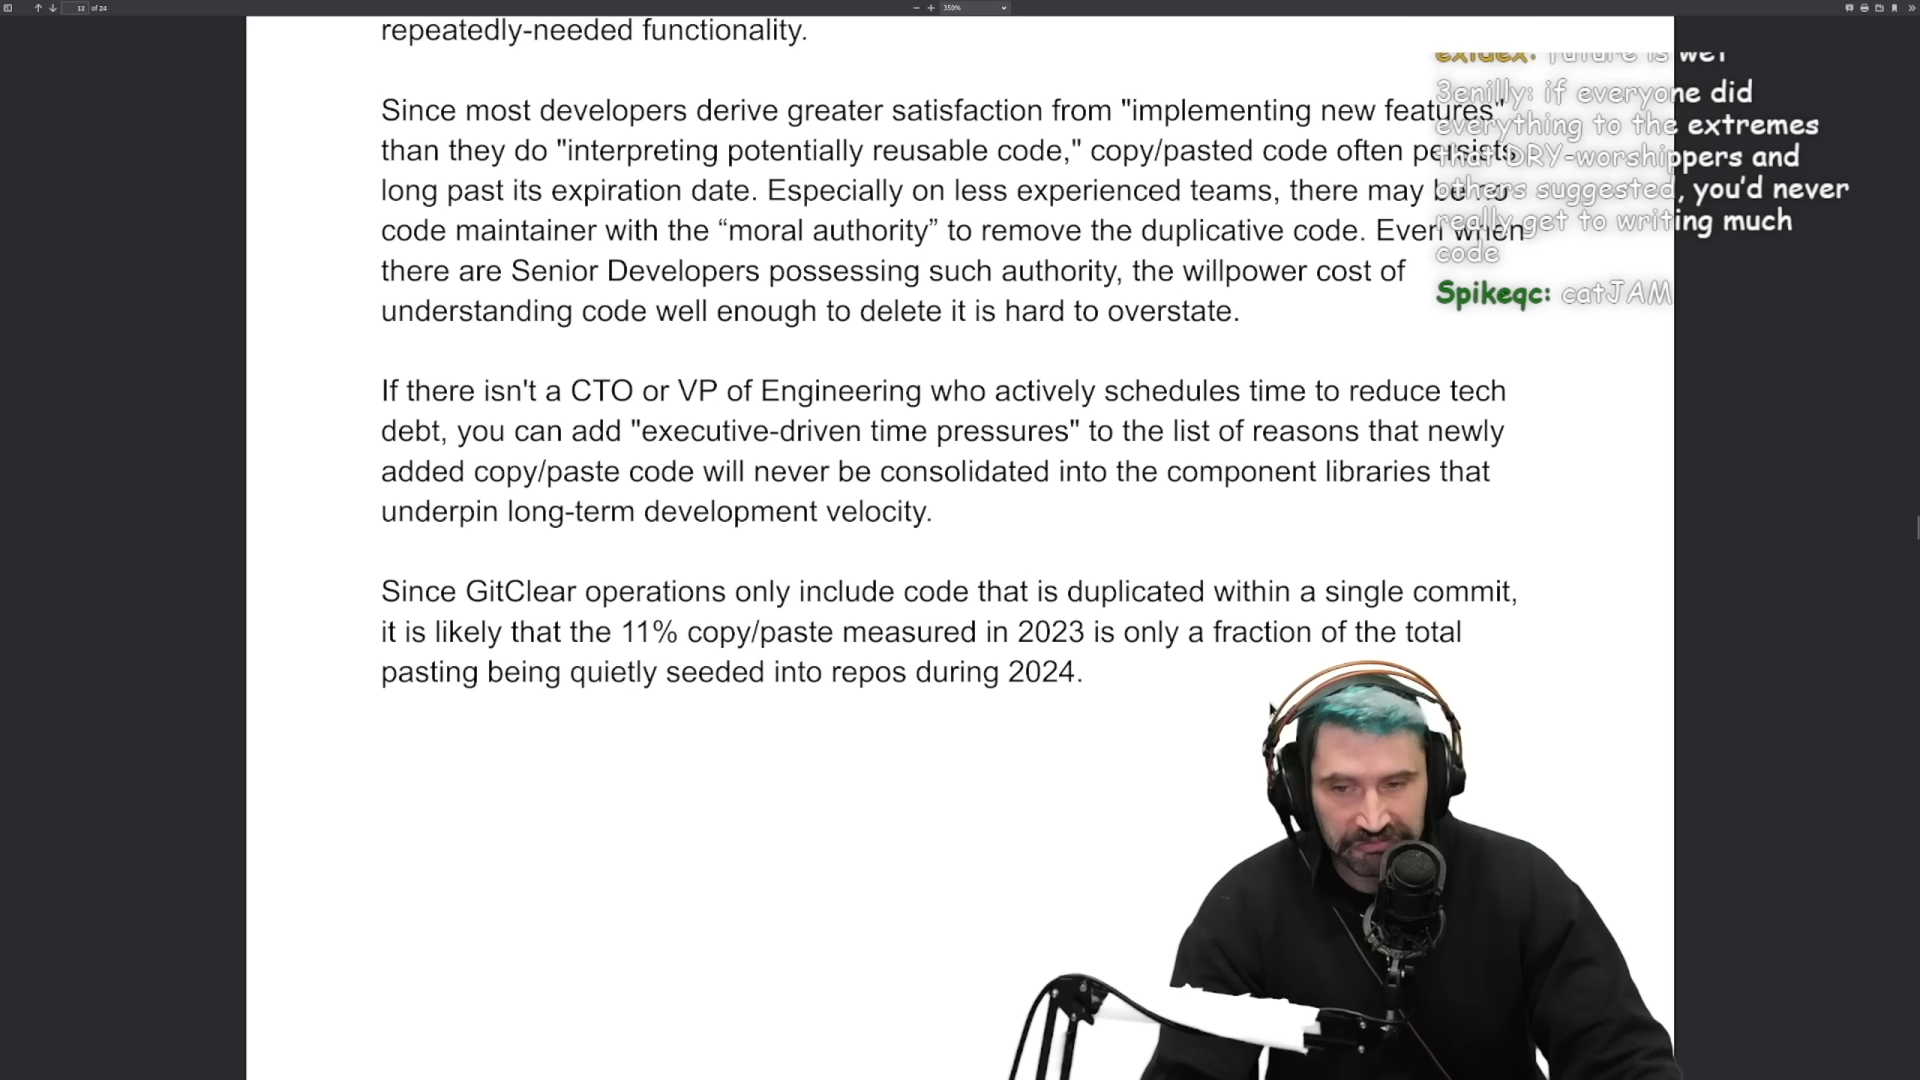 12 of 24
350%
repeatedly-needed functionality.
Since most developers derive greater satisfaction from "implementing new features"
than they do "interpreting potentially reusable code," copy/pasted code often persists
long past its expiration date. Especially on less experienced teams, there may be no
code maintainer with the “moral authority” to remove the duplicative code. Even when
there are Senior Developers possessing such authority, the willpower cost of
understanding code well enough to delete it is hard to overstate.
If there isn't a CTO or VP of Engineering who actively schedules time to reduce tech
debt, you can add "executive-driven time pressures" to the list of reasons that newly
added copy/paste code will never be consolidated into the component libraries that
underpin long-term development velocity.
Since GitClear operations only include code that is duplicated within a single commit,
it is likely that the 11% copy/paste measured in 2023 is only a fraction of the total
pasting being quietly seeded into repos during 2024.
exidex: future is wet
3enilly: if everyone did
everything to the extremes
that DRY-worshippers and
others suggested, you'd never
really get to writing much
code
Spikeqc: catJAM